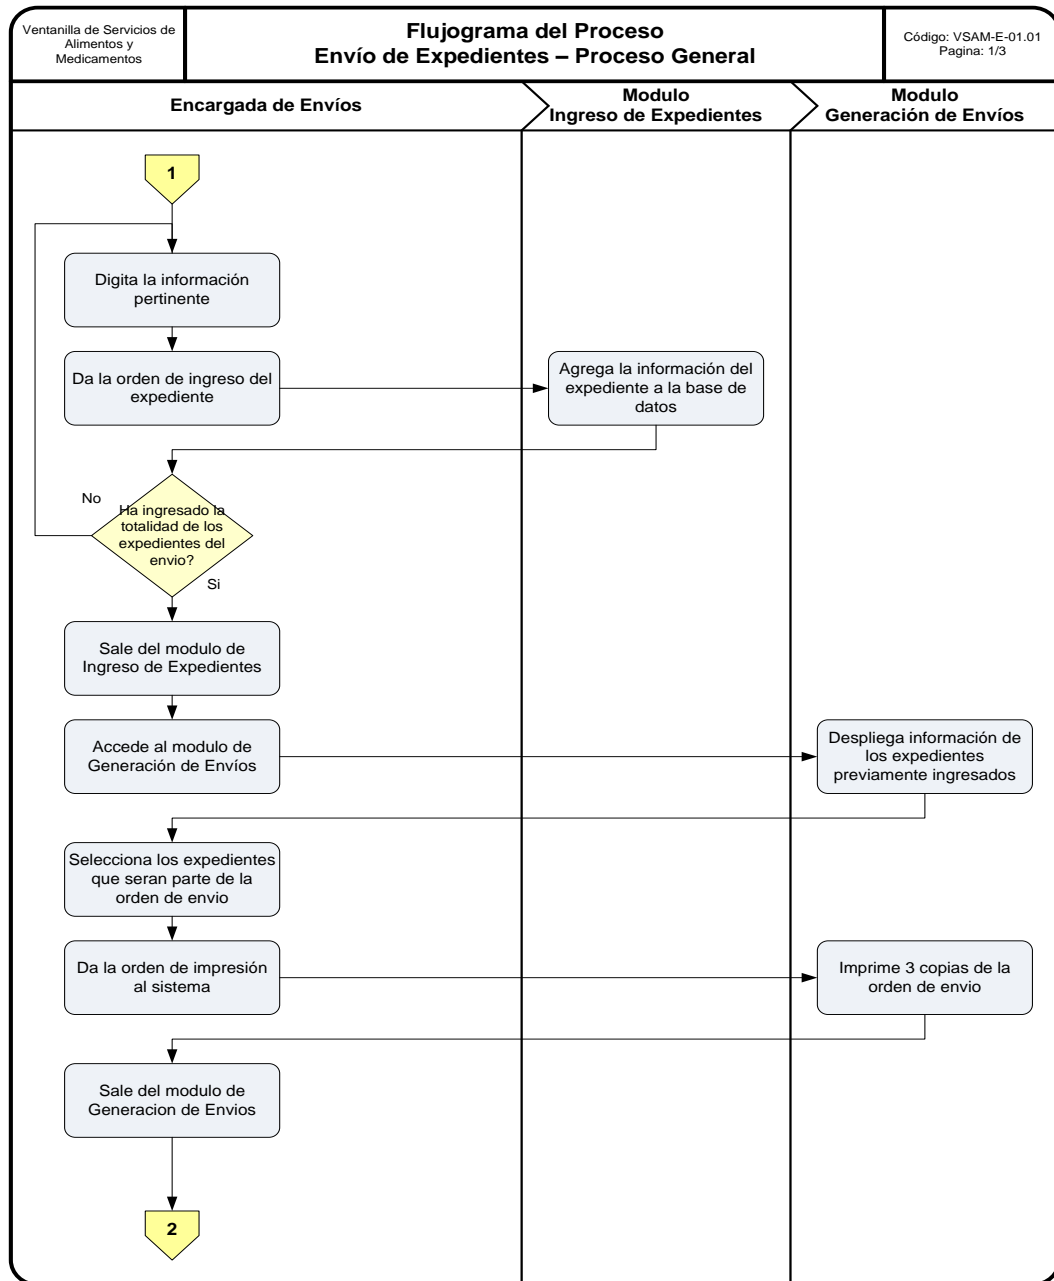 Ventanilla de Servicios de
Alimentos y
Medicamentos
Flujograma del Proceso
Envío de Expedientes – Proceso General
Código: VSAM-E-01.01
Pagina: 1/3
Encargada de Envíos
Modulo
Ingreso de Expedientes
Modulo
Generación de Envíos
1
Digita la información
pertinente
Da la orden de ingreso del
expediente
Agrega la información del
expediente a la base de
datos
No
Ha ingresado la
totalidad de los
expedientes del
envio?
Si
Sale del modulo de
Ingreso de Expedientes
Accede al modulo de
Generación de Envíos
Despliega información de
los expedientes
previamente ingresados
Selecciona los expedientes
que seran parte de la
orden de envio
Da la orden de impresión
al sistema
Imprime 3 copias de la
orden de envio
Sale del modulo de
Generacion de Envios
2